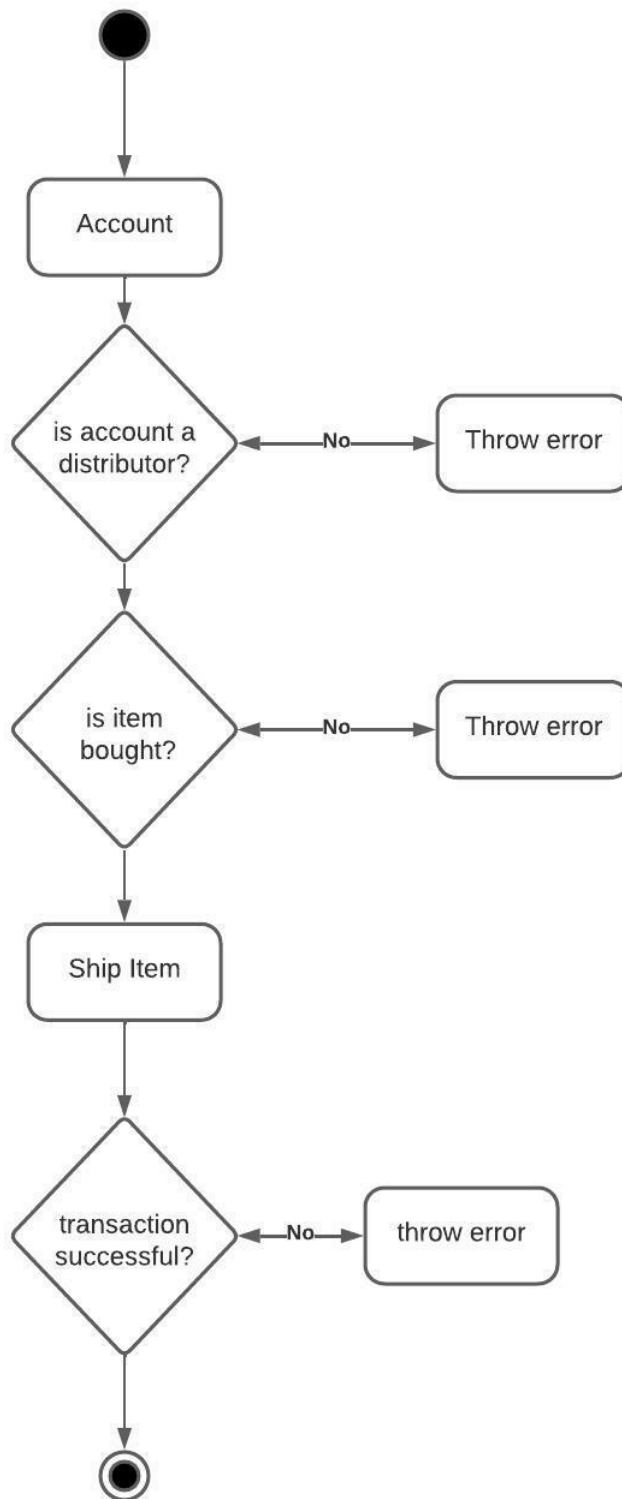 Account
is account a
distributor?
No
Throw error
is item
bought?
No
Throw error
Ship Item
transaction
successful?
No
throw error